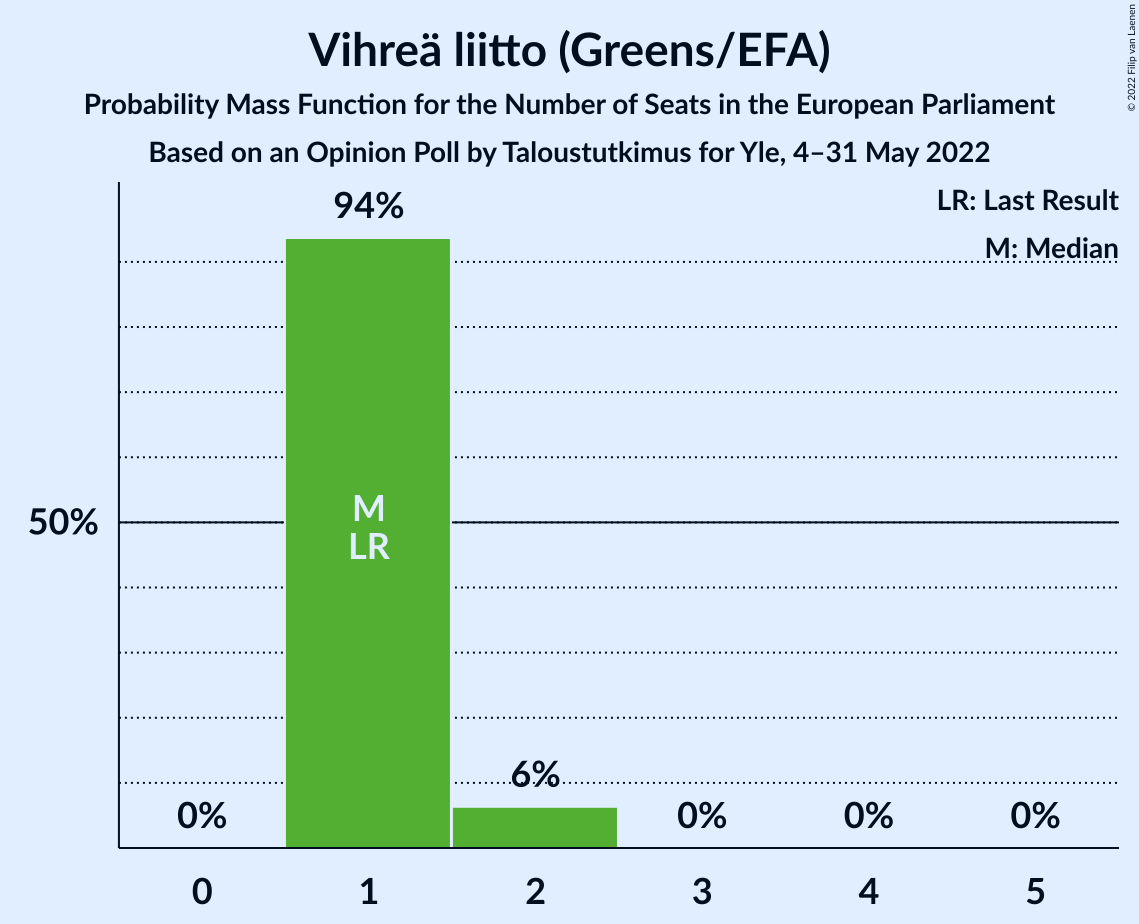 Vihreä liitto (Greens/EFA)
Probability Mass Function for the Number of Seats in the European Parliament
Based on an Opinion Poll by Taloustutkimus for Yle, 4–31 May 2022
© 2022 Filip van Laenen
LR: Last Result
M: Median
94%
50%
M
LR
6%
0%
0%
0%
0%
0
1
2
3
4
5